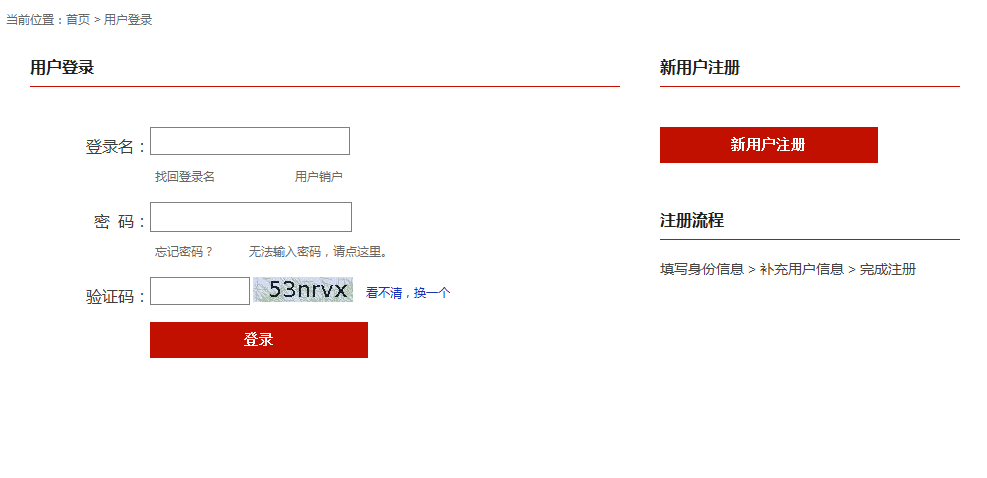 当前位置：首页 > 用户登录
用户登录
登录名：
找回登录名 用户销户
密 码：
忘记密码？ 无法输入密码，请点这里。
验证码： 53nrvx 看不清，换一个
登录
新用户注册
新用户注册
注册流程
填写身份信息 > 补充用户信息 > 完成注册